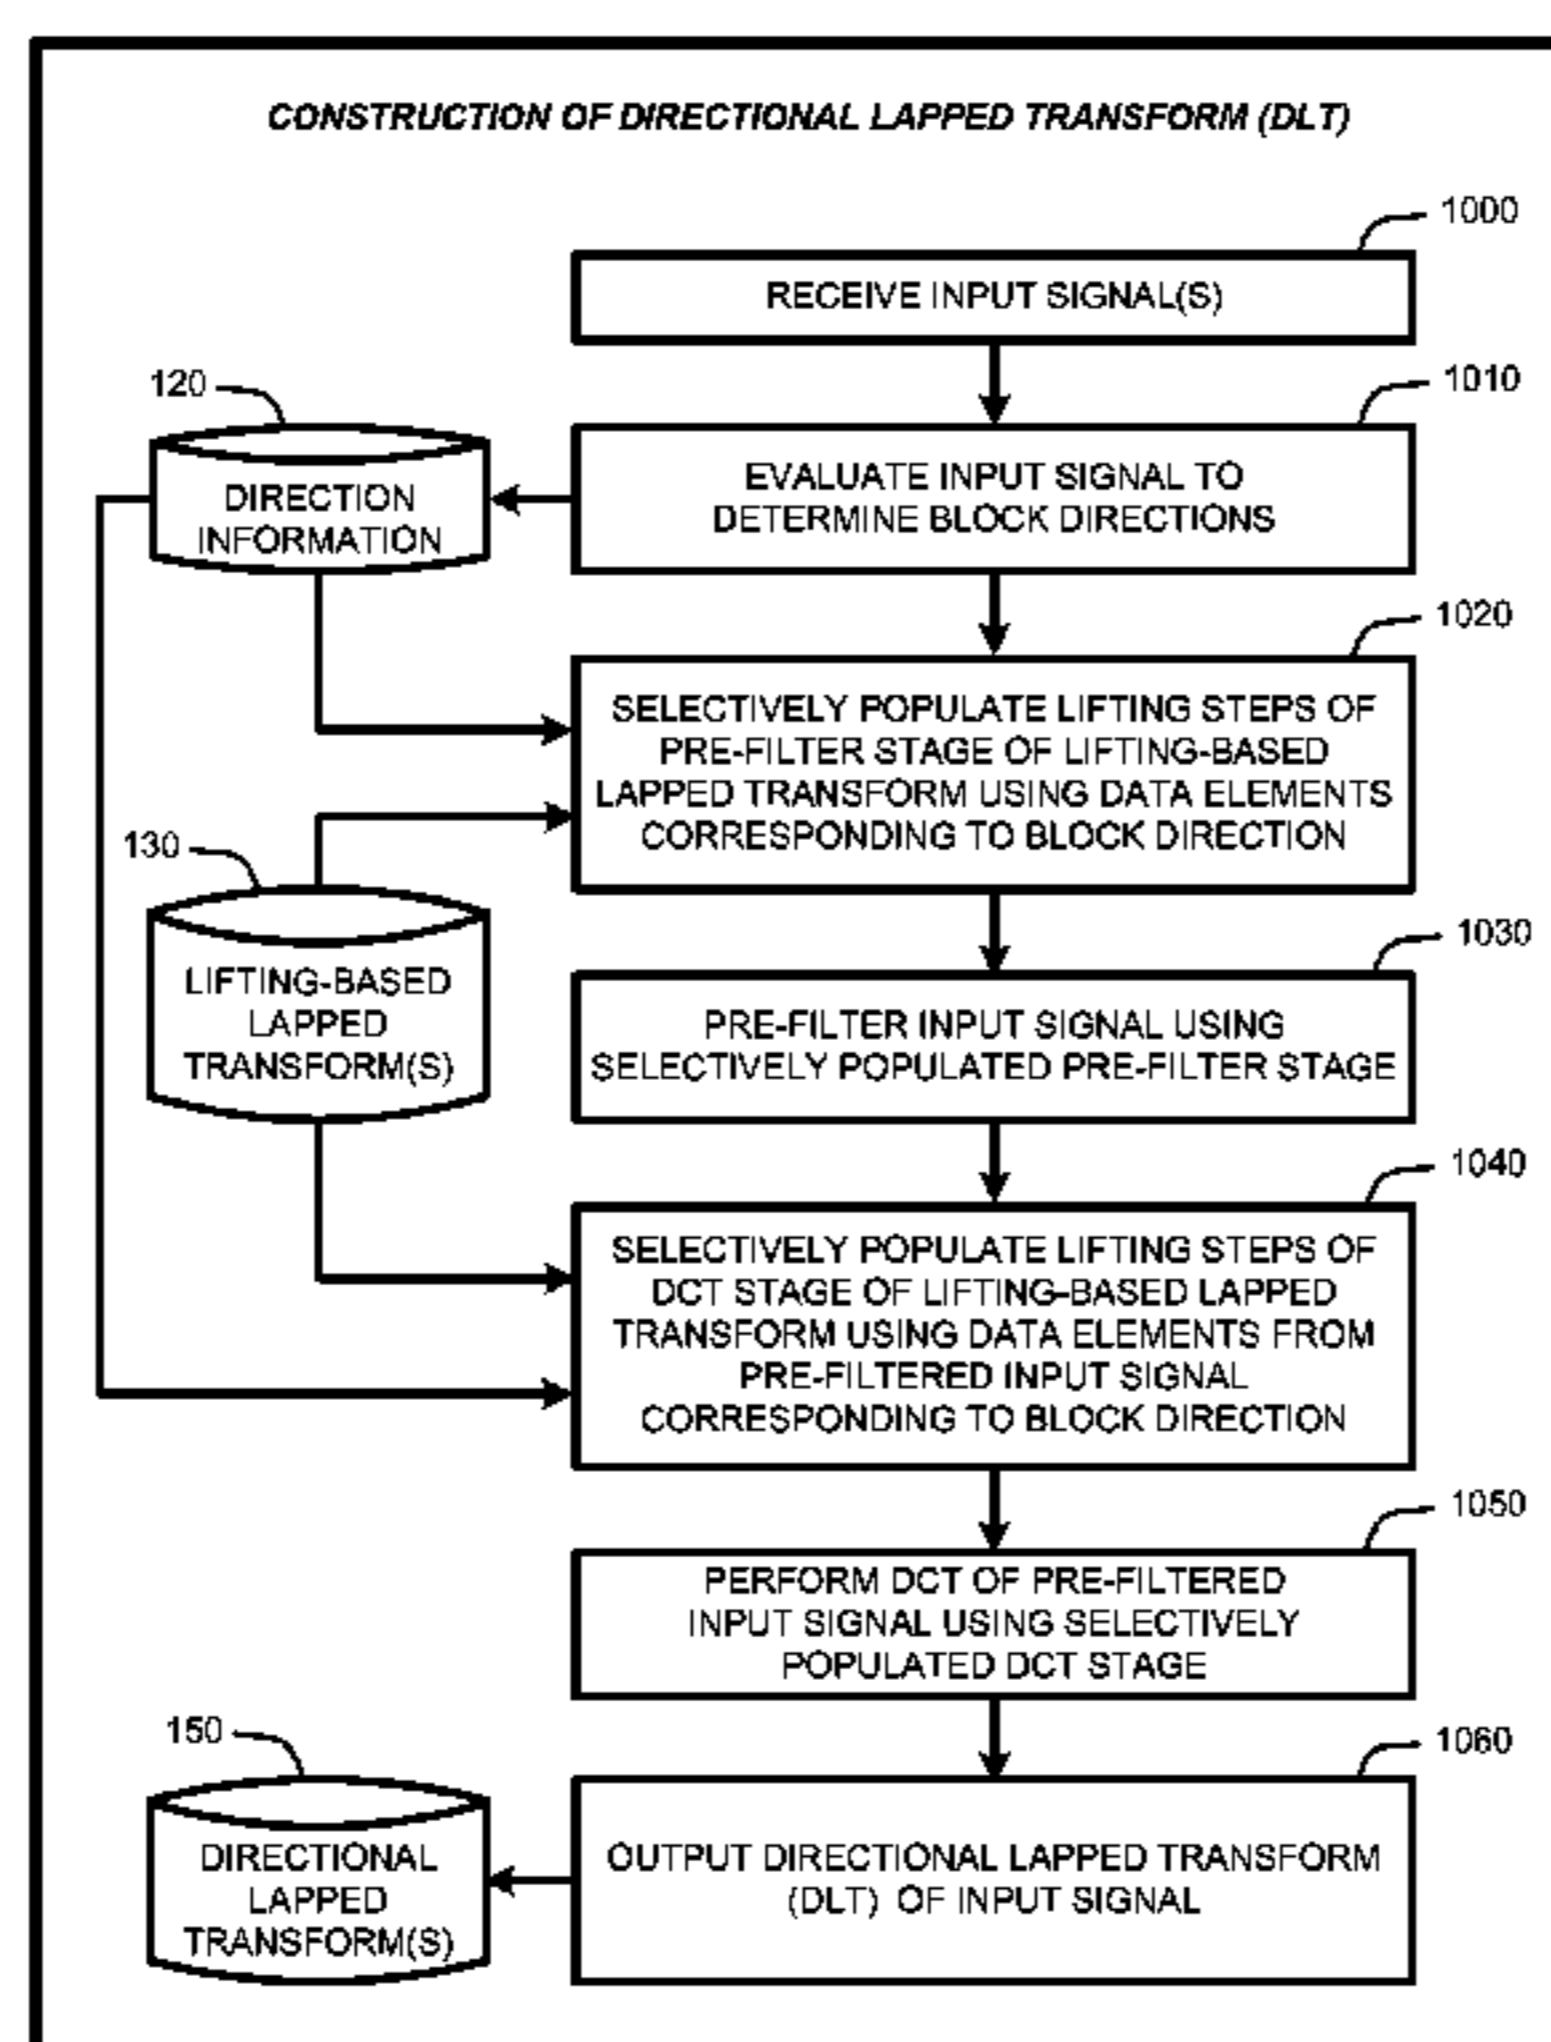 CONSTRUCTION OF DIRECTIONAL LAPPED TRANSFORM (DLT)
1000
RECEIVE INPUT SIGNAL(S)
120
1010
DIRECTION
INFORMATION
EVALUATE INPUT SIGNAL TO
DETERMINE BLOCK DIRECTIONS
1020
SELECTIVELY POPULATE LIFTING STEPS OF
PRE-FILTER STAGE OF LIFTING-BASED
LAPPED TRANSFORM USING DATA ELEMENTS
CORRESPONDING TO BLOCK DIRECTION
130
LIFTING-BASED
LAPPED
TRANSFORM(S)
1030
PRE-FILTER INPUT SIGNAL USING
SELECTIVELY POPULATED PRE-FILTER STAGE
1040
SELECTIVELY POPULATE LIFTING STEPS OF
DCT STAGE OF LIFTING-BASED LAPPED
TRANSFORM USING DATA ELEMENTS FROM
PRE-FILTERED INPUT SIGNAL
CORRESPONDING TO BLOCK DIRECTION
1050
PERFORM DCT OF PRE-FILTERED
INPUT SIGNAL USING SELECTIVELY
POPULATED DCT STAGE
150
1060
DIRECTIONAL
LAPPED
TRANSFORM(S)
OUTPUT DIRECTIONAL LAPPED TRANSFORM
(DLT) OF INPUT SIGNAL